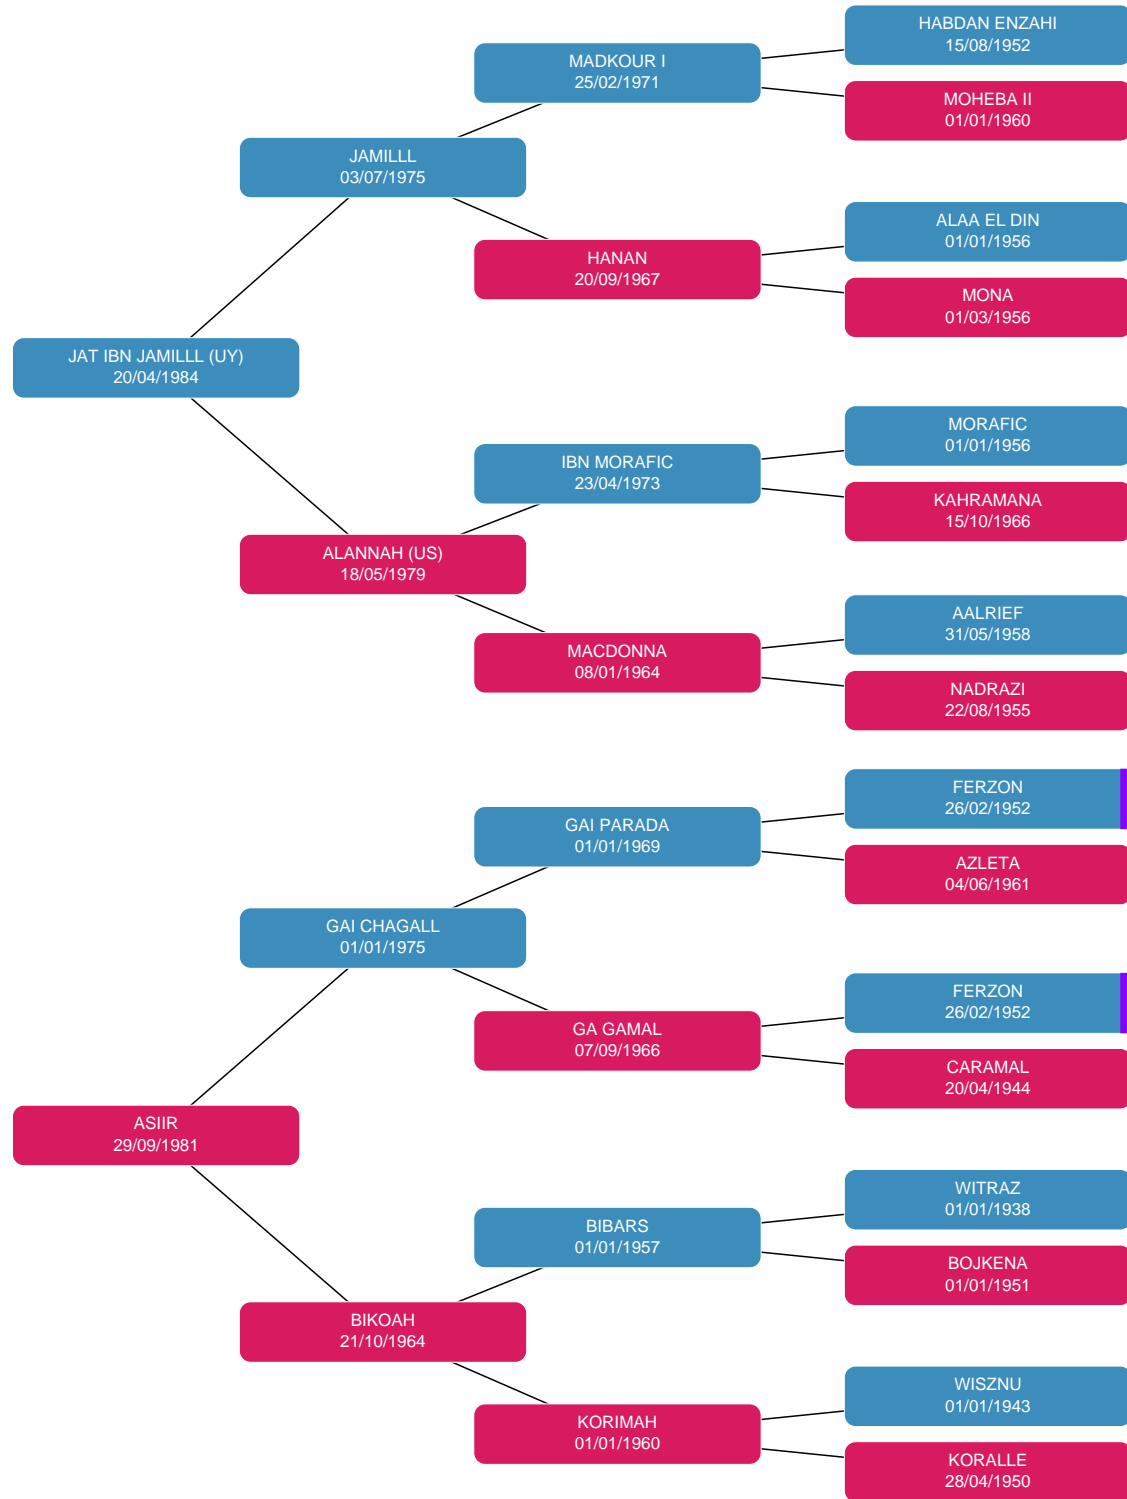 HABDAN ENZAHI
15/08/1952
MADKOUR I
25/02/1971
MOHEBA II
01/01/1960
JAMILLL
03/07/1975
ALAA EL DIN
01/01/1956
HANAN
20/09/1967
MONA
01/03/1956
JAT IBN JAMILLL (UY)
20/04/1984
MORAFIC
01/01/1956
IBN MORAFIC
23/04/1973
KAHRAMANA
15/10/1966
ALANNAH (US)
18/05/1979
AALRIEF
31/05/1958
MACDONNA
08/01/1964
NADRAZI
22/08/1955
FERZON
26/02/1952
GAI PARADA
01/01/1969
AZLETA
04/06/1961
GAI CHAGALL
01/01/1975
FERZON
26/02/1952
GA GAMAL
07/09/1966
CARAMAL
20/04/1944
ASIIR
29/09/1981
WITRAZ
01/01/1938
BIBARS
01/01/1957
BOJKENA
01/01/1951
BIKOAH
21/10/1964
WISZNU
01/01/1943
KORIMAH
01/01/1960
KORALLE
28/04/1950